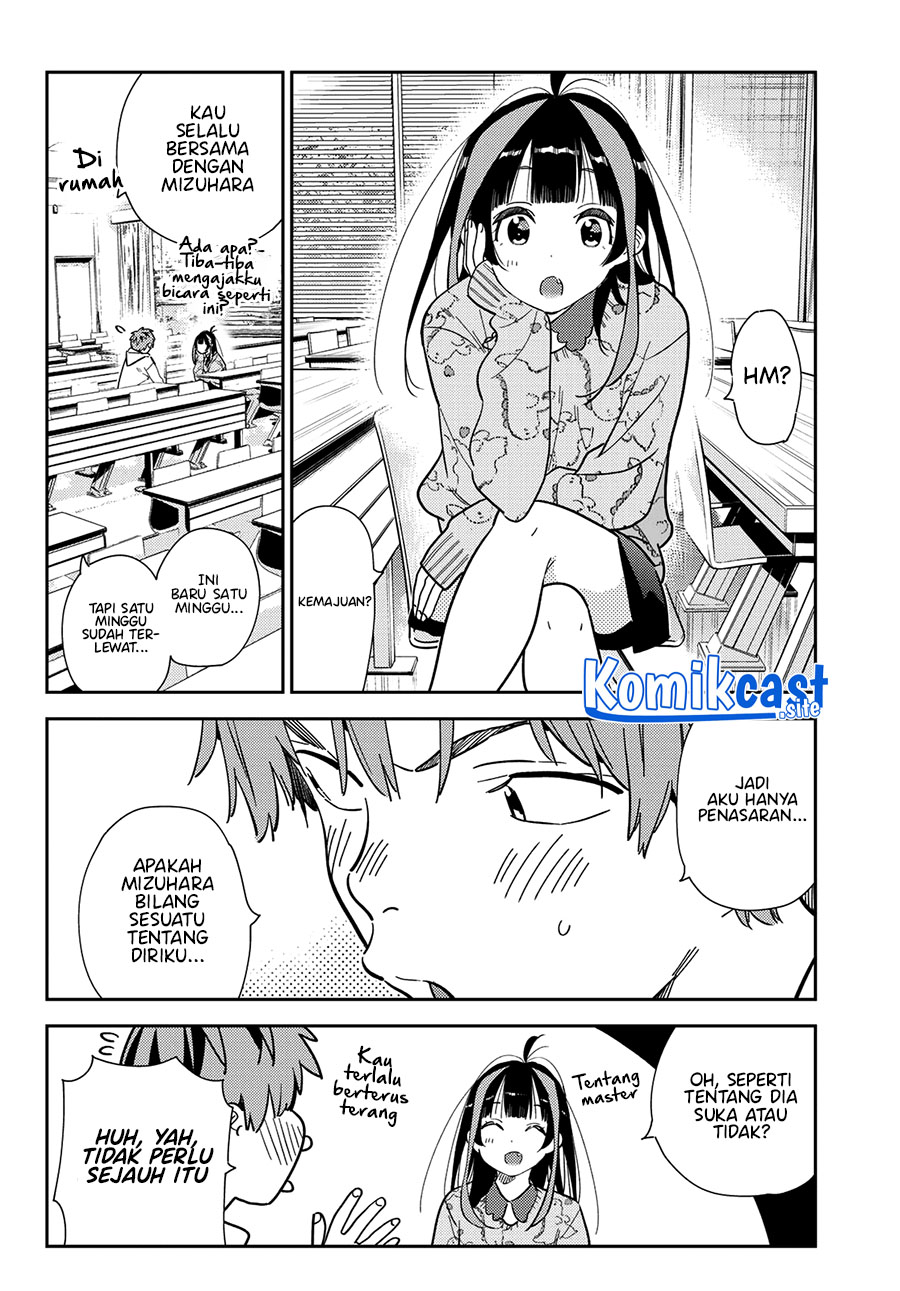 HM?
KEMAJUAN?
KAU
SELALU
BERSAMA
DENGAN
MIZUHARA
Di
rumah
Ada apa?
Tiba-tiba
mengajakku
bicara seperti
ini?
INI
BARU SATU
MINGGU...
TAPI SATU
MINGGU
SUDAH TER-
LEWAT...
Komikcast
.site
JADI
AKU HANYA
PENASARAN...
APAKAH
MIZUHARA
BILANG
SESUATU
TENTANG
DIRIKU...
OH, SEPERTI
TENTANG DIA
SUKA ATAU
TIDAK?
Tentang
master
Kau
terlalu
berterus
terang
HUH, YAH,
TIDAK PERLU
SEJAUH ITU